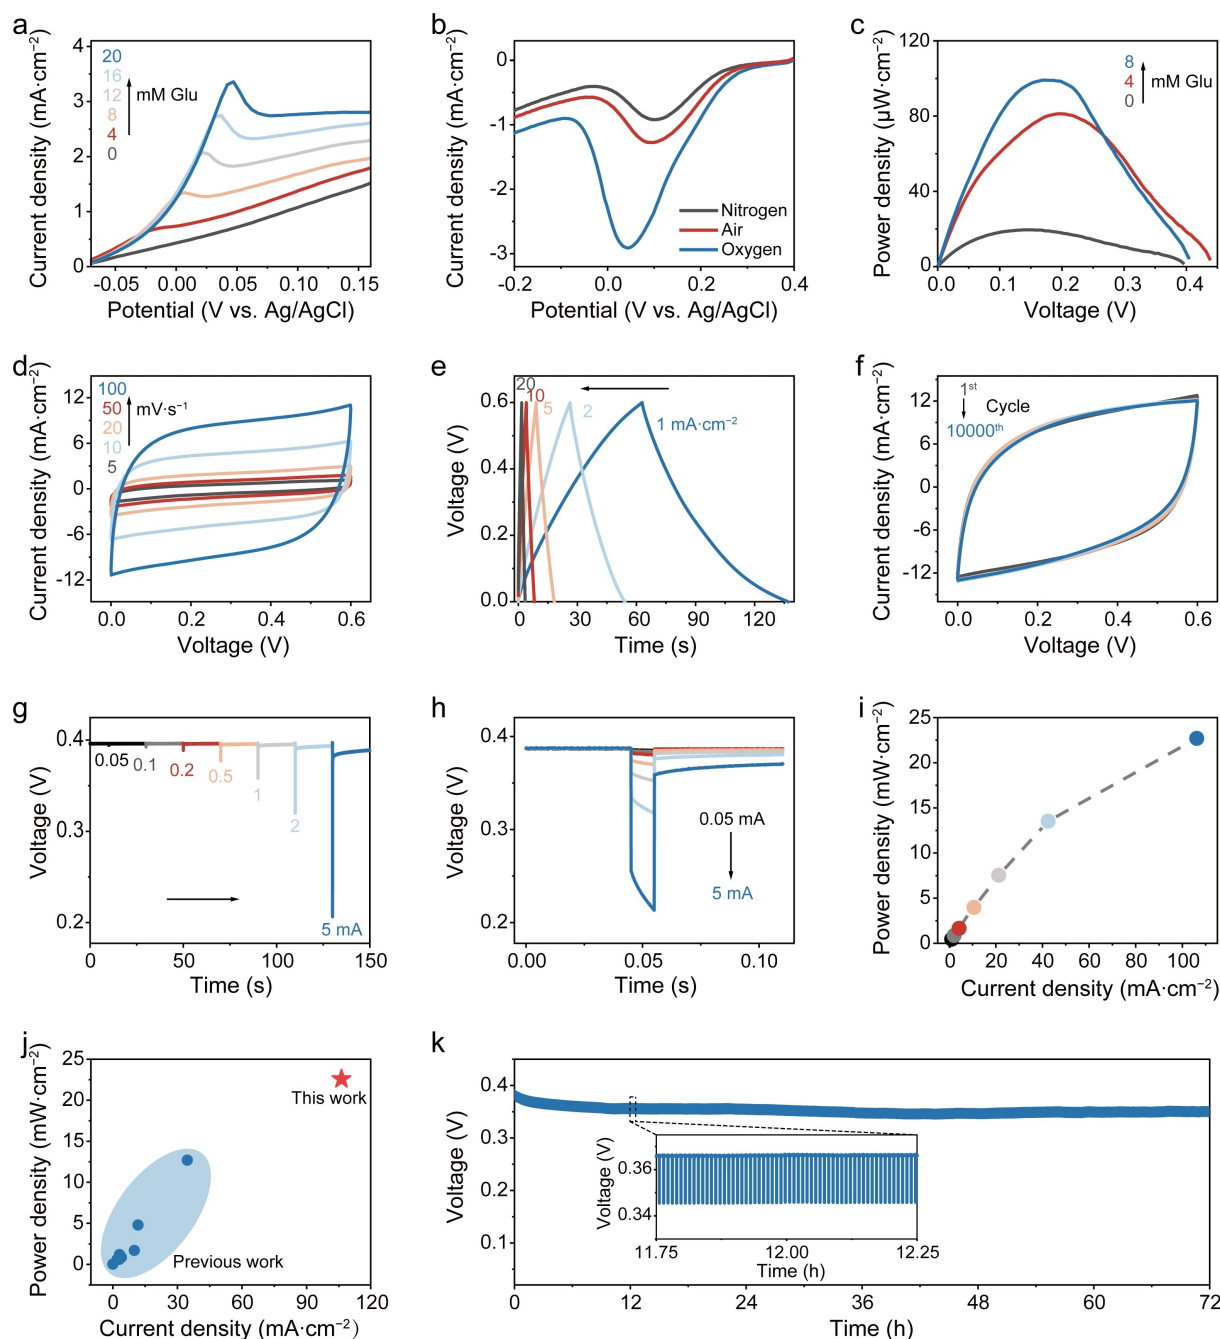 a
Current density (mA·cm⁻²)
4
3
2
1
0
20
16
12
8
4
0
mM Glu
-0.05
0.00
0.05
0.10
0.15
Potential (V vs. Ag/AgCl)
b
Current density (mA·cm⁻²)
0
-1
-2
-3
Nitrogen
Air
Oxygen
-0.2
0.0
0.2
0.4
Potential (V vs. Ag/AgCl)
c
Power density (μW·cm⁻²)
120
80
40
0
8
4
0
mM Glu
0.0
0.1
0.2
0.3
0.4
Voltage (V)
d
Current density (mA·cm⁻²)
12
6
0
-6
-12
100
50
20
10
5
mV·s⁻¹
0.0
0.2
0.4
0.6
Voltage (V)
e
Voltage (V)
0.6
0.4
0.2
0.0
20
10
5
2
1 mA·cm⁻²
0
30
60
90
120
Time (s)
f
Current density (mA·cm⁻²)
12
6
0
-6
-12
1st
Cycle
10000th
0.0
0.2
0.4
0.6
Voltage (V)
g
Voltage (V)
0.4
0.3
0.2
0.05
0.1
0.2
0.5
1
2
5 mA
0
50
100
150
Time (s)
h
Voltage (V)
0.4
0.3
0.2
0.05 mA
5 mA
0.00
0.05
0.10
Time (s)
i
Power density (mW·cm⁻²)
25
20
15
10
5
0
0
20
40
60
80
100
Current density (mA·cm⁻²)
j
Power density (mW·cm⁻²)
25
20
15
10
5
0
This work
Previous work
0
30
60
90
120
Current density (mA·cm⁻²)
k
Voltage (V)
0.4
0.3
0.2
0.1
Voltage (V)
0.36
0.34
11.75
12.00
12.25
Time (h)
0
12
24
36
48
60
72
Time (h)